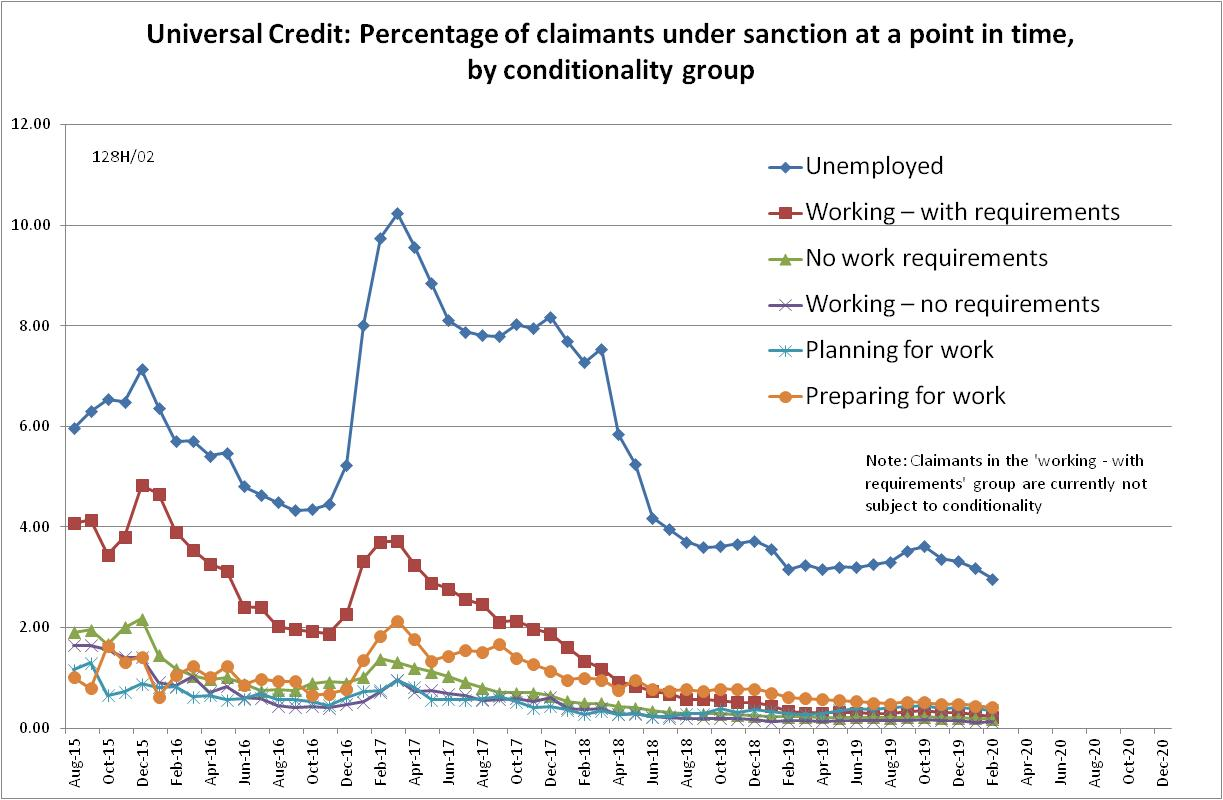 Universal Credit: Percentage of claimants under sanction at a point in time,
by conditionality group
12.00
10.00
8.00
6.00
4.00
2.00
0.00
128H/02
Unemployed
Working – with requirements
No work requirements
Working – no requirements
Planning for work
Preparing for work
Note: Claimants in the 'working - with
requirements' group are currently not
subject to conditionality
Aug-15
Oct-15
Dec-15
Feb-16
Apr-16
Jun-16
Aug-16
Oct-16
Dec-16
Feb-17
Apr-17
Jun-17
Aug-17
Oct-17
Dec-17
Feb-18
Apr-18
Jun-18
Aug-18
Oct-18
Dec-18
Feb-19
Apr-19
Jun-19
Aug-19
Oct-19
Dec-19
Feb-20
Apr-20
Jun-20
Aug-20
Oct-20
Dec-20